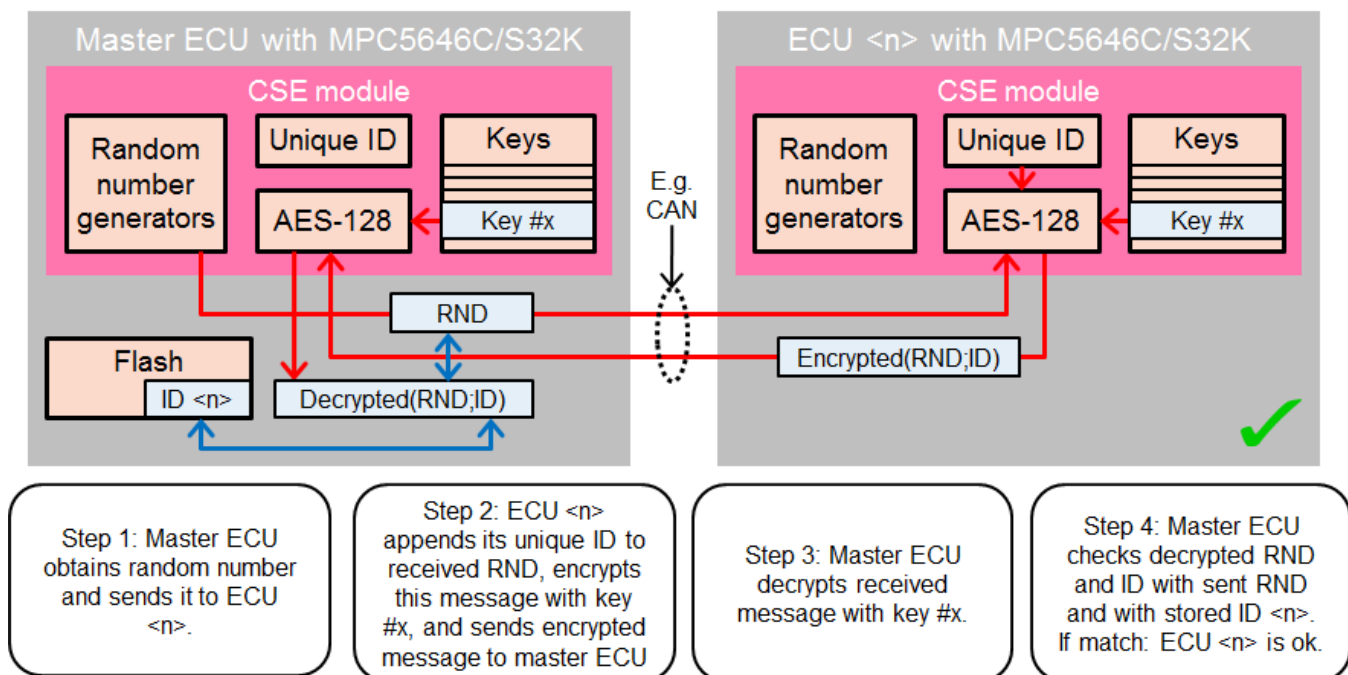 Master ECU with MPC5646C/S32K
CSE module
Random
number
generators
Unique ID
AES-128
Keys
Key #x
RND
Flash
ID <n>
Decrypted(RND;ID)
E.g.
CAN
ECU <n> with MPC5646C/S32K
CSE module
Random
number
generators
Unique ID
AES-128
Keys
Key #x
Encrypted(RND;ID)
Step 1: Master ECU
obtains random number
and sends it to ECU
<n>.
Step 2: ECU <n>
appends its unique ID to
received RND, encrypts
this message with key
#x, and sends encrypted
message to master ECU
Step 3: Master ECU
decrypts received
message with key #x.
Step 4: Master ECU
checks decrypted RND
and ID with sent RND
and with stored ID <n>.
If match: ECU <n> is ok.